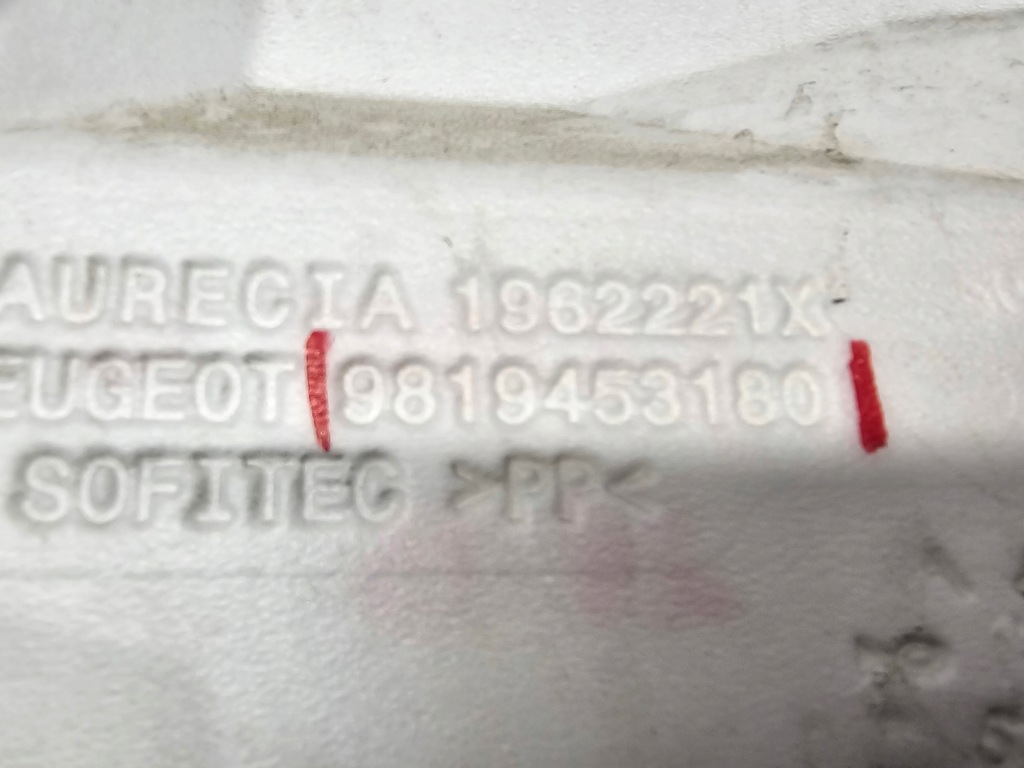 AURECIA 1962221X
EUGEOT 9819453180
SOFITEC >PP<